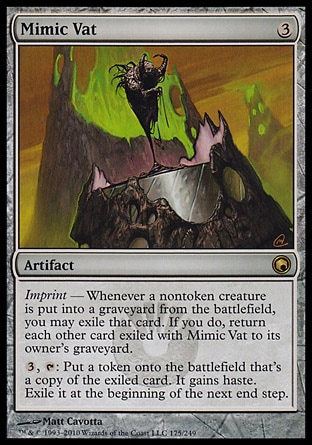 Mimic Vat 3
Artifact
Imprint — Whenever a nontoken creature
is put into a graveyard from the battlefield,
you may exile that card. If you do, return
each other card exiled with Mimic Vat to its
owner's graveyard.
3, T: Put a token onto the battlefield that's
a copy of the exiled card. It gains haste.
Exile it at the beginning of the next end step.
Matt Cavotta
™ & © 1993–2010 Wizards of the Coast LLC 175/249